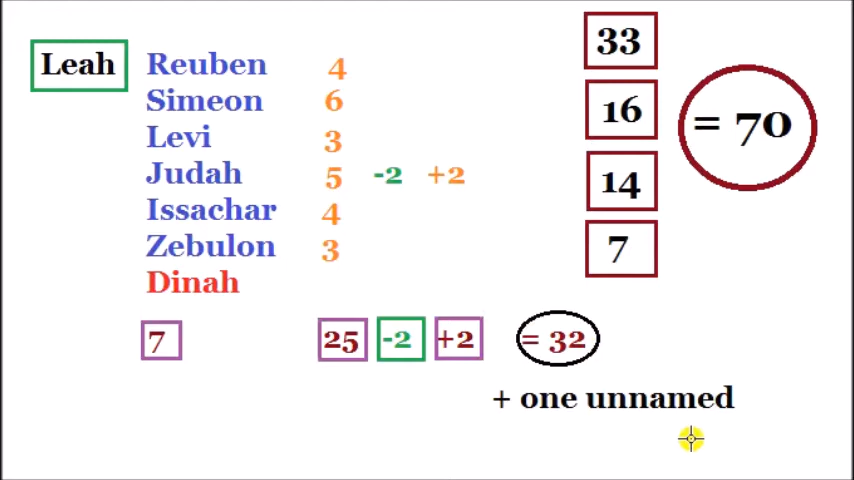 Leah Reuben 4
Simeon 6
Levi 3
Judah 5 -2 +2
Issachar 4
Zebulon 3
Dinah
7 25 -2 +2 = 32
+ one unnamed
33
16
14
7
= 70